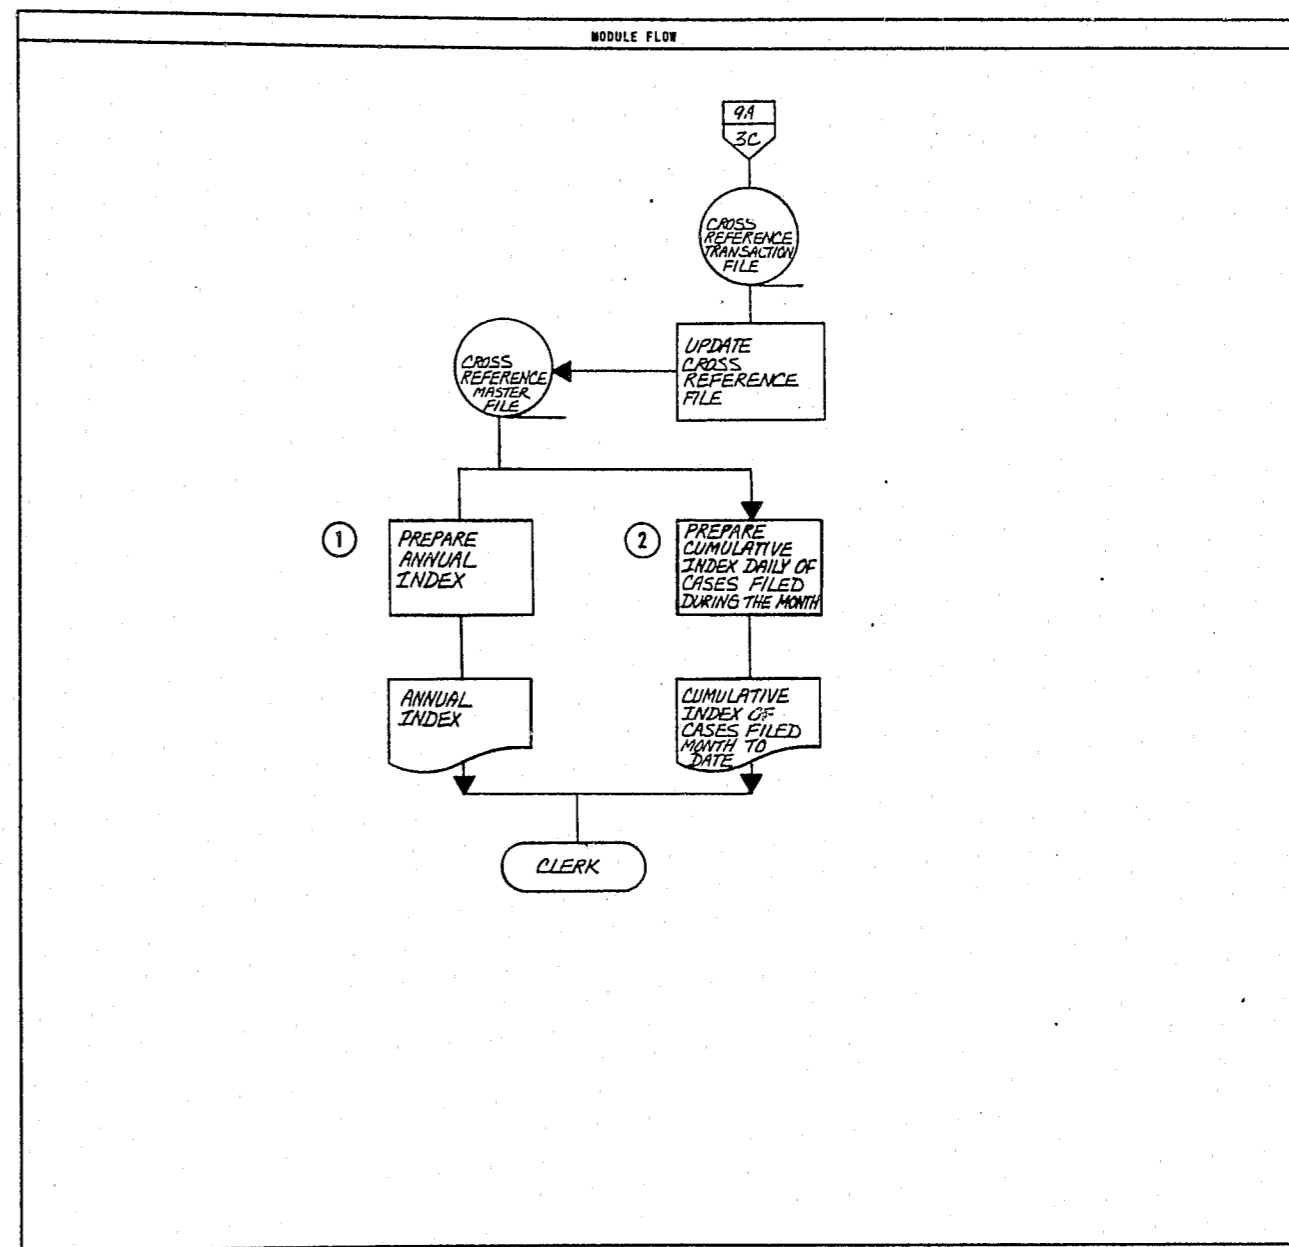 MODULE FLOW
9A
3C
CROSS
REFERENCE
TRANSACTION
FILE
UPDATE
CROSS
REFERENCE
FILE
CROSS
REFERENCE
MASTER
FILE
1
PREPARE
ANNUAL
INDEX
2
PREPARE
CUMULATIVE
INDEX DAILY OF
CASES FILED
DURING THE MONTH
ANNUAL
INDEX
CUMULATIVE
INDEX OF
CASES FILED
MONTH TO
DATE
CLERK